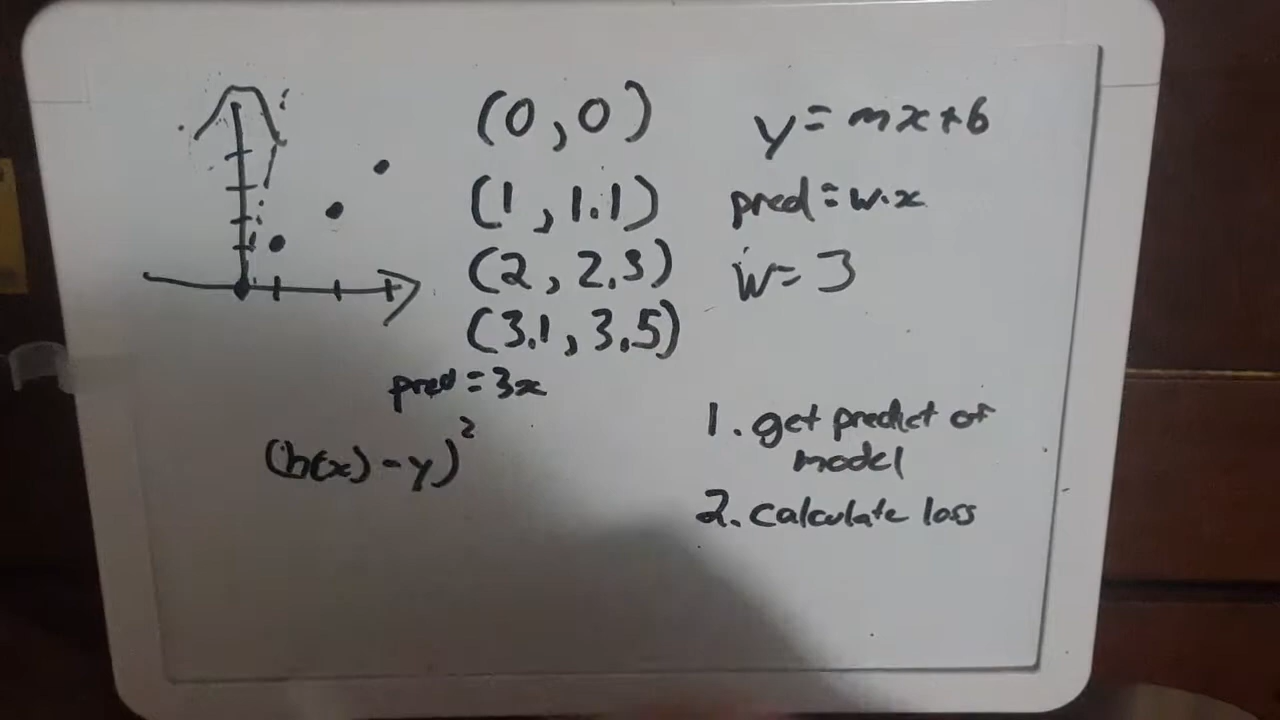 (0,0)
(1,1.1)
(2,2.3)
(3.1,3.5)
pred=3x
(h(x)-y)²
y=mx+b
pred=w.x
w=3
1. get predict of
model
2. calculate loss